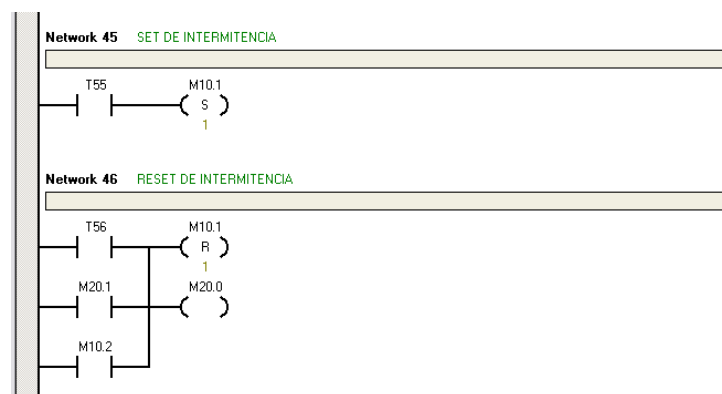 Network 45 SET DE INTERMITENCIA
T55 M10.1
S
1
Network 46 RESET DE INTERMITENCIA
T56 M10.1
R
1
M20.1 M20.0
M10.2